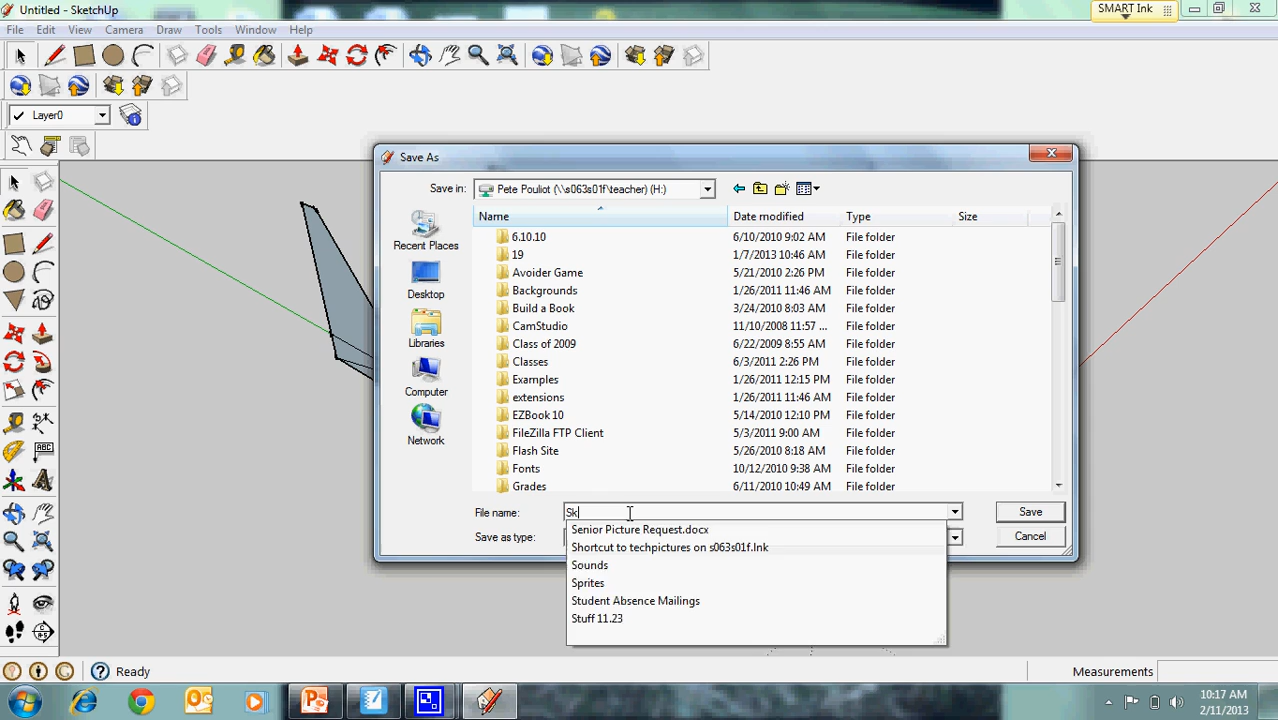 Untitled - SketchUp
SMART Ink
File Edit View Camera Draw Tools Window Help
Layer0
Save As
Save in: Pete Pouliot (\\s063s01f\teacher) (H:)
Name Date modified Type Size
Recent Places
Desktop
Libraries
Computer
Network
6.10.10 6/10/2010 9:02 AM File folder
19 1/7/2013 10:46 AM File folder
Avoider Game 5/21/2010 2:26 PM File folder
Backgrounds 1/26/2011 11:46 AM File folder
Build a Book 3/24/2010 8:03 AM File folder
CamStudio 11/10/2008 11:57 ... File folder
Class of 2009 6/22/2009 8:55 AM File folder
Classes 6/3/2011 2:26 PM File folder
Examples 1/26/2011 12:15 PM File folder
extensions 1/26/2011 11:46 AM File folder
EZBook 10 5/14/2010 12:10 PM File folder
FileZilla FTP Client 5/3/2011 9:00 AM File folder
Flash Site 5/26/2010 8:18 AM File folder
Fonts 10/12/2010 9:38 AM File folder
Grades 6/11/2010 10:49 AM File folder
File name: Sk Save
Save as type: Cancel
Senior Picture Request.docx
Shortcut to techpictures on s063s01f.lnk
Sounds
Sprites
Student Absence Mailings
Stuff 11.23
Ready
Measurements
10:17 AM
2/11/2013